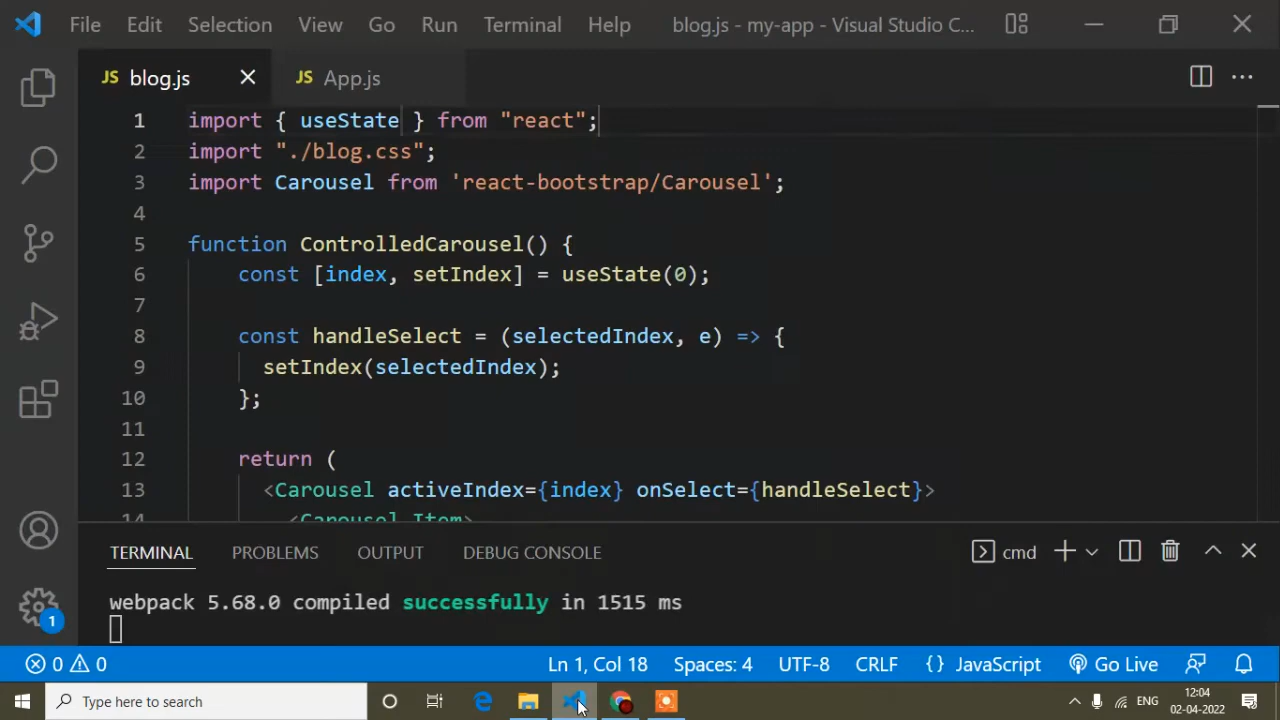 File Edit Selection View Go Run Terminal Help blog.js - my-app - Visual Studio C...
JS blog.js JS App.js
1 import { useState } from "react";
2 import "./blog.css";
3 import Carousel from 'react-bootstrap/Carousel';
4
5 function ControlledCarousel() {
6 const [index, setIndex] = useState(0);
7
8 const handleSelect = (selectedIndex, e) => {
9 setIndex(selectedIndex);
10 };
11
12 return (
13 <Carousel activeIndex={index} onSelect={handleSelect}>
14 <Carousel.Item>
TERMINAL PROBLEMS OUTPUT DEBUG CONSOLE cmd
webpack 5.68.0 compiled successfully in 1515 ms
1
0 0 Ln 1, Col 18 Spaces: 4 UTF-8 CRLF {} JavaScript Go Live
Type here to search ENG 12:04
02-04-2022